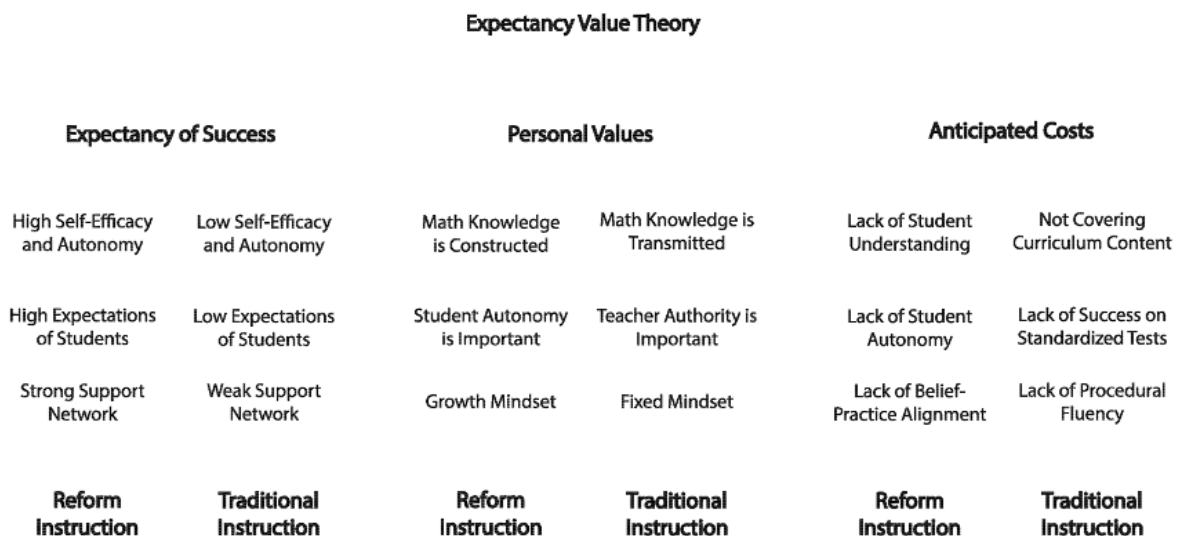 Expectancy Value Theory
Expectancy of Success
Personal Values
Anticipated Costs
High Self-Efficacy
and Autonomy
Low Self-Efficacy
and Autonomy
Math Knowledge
is Constructed
Math Knowledge is
Transmitted
Lack of Student
Understanding
Not Covering
Curriculum Content
High Expectations
of Students
Low Expectations
of Students
Student Autonomy
is Important
Teacher Authority is
Important
Lack of Student
Autonomy
Lack of Success on
Standardized Tests
Strong Support
Network
Weak Support
Network
Growth Mindset
Fixed Mindset
Lack of Belief-
Practice Alignment
Lack of Procedural
Fluency
Reform
Instruction
Traditional
Instruction
Reform
Instruction
Traditional
Instruction
Reform
Instruction
Traditional
Instruction